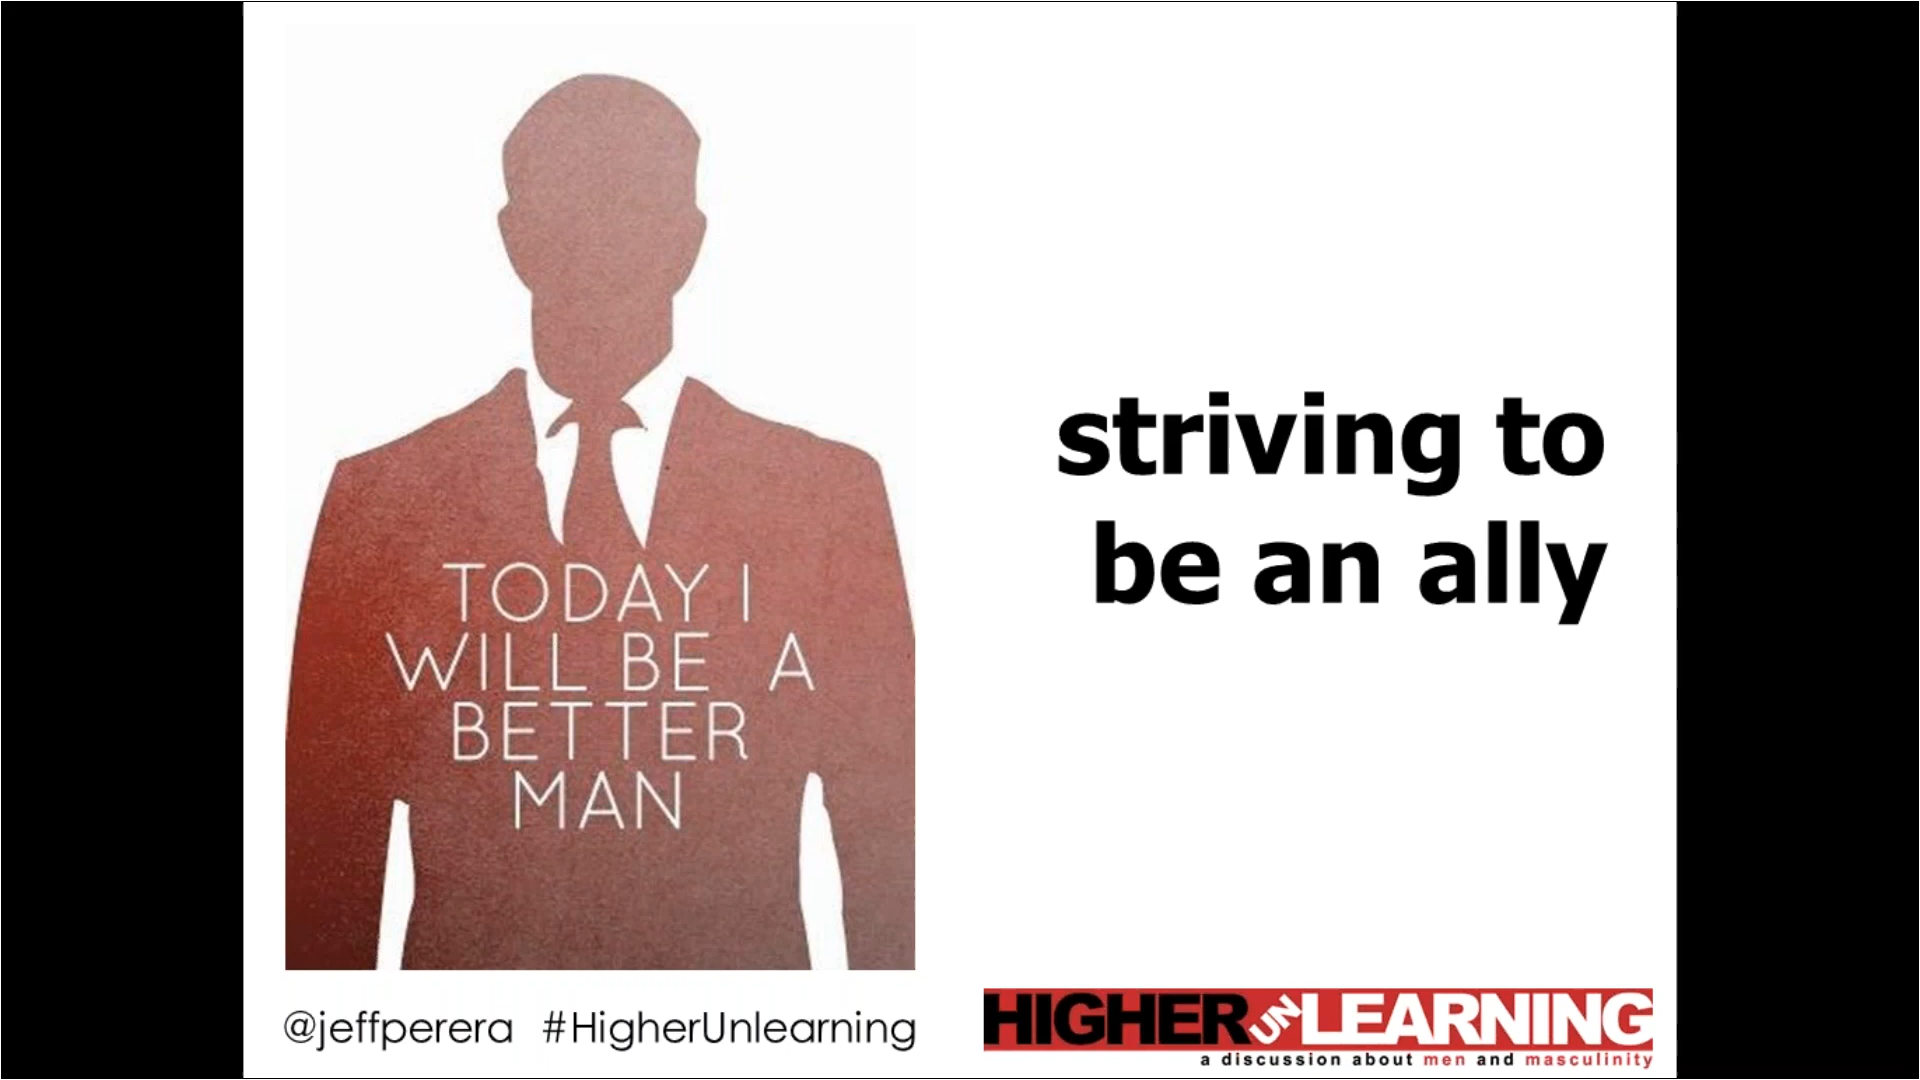 TODAY I
WILL BE A
BETTER
MAN
striving to
be an ally
@jeffperera #HigherUnlearning
HIGHER UN LEARNING
a discussion about men and masculinity